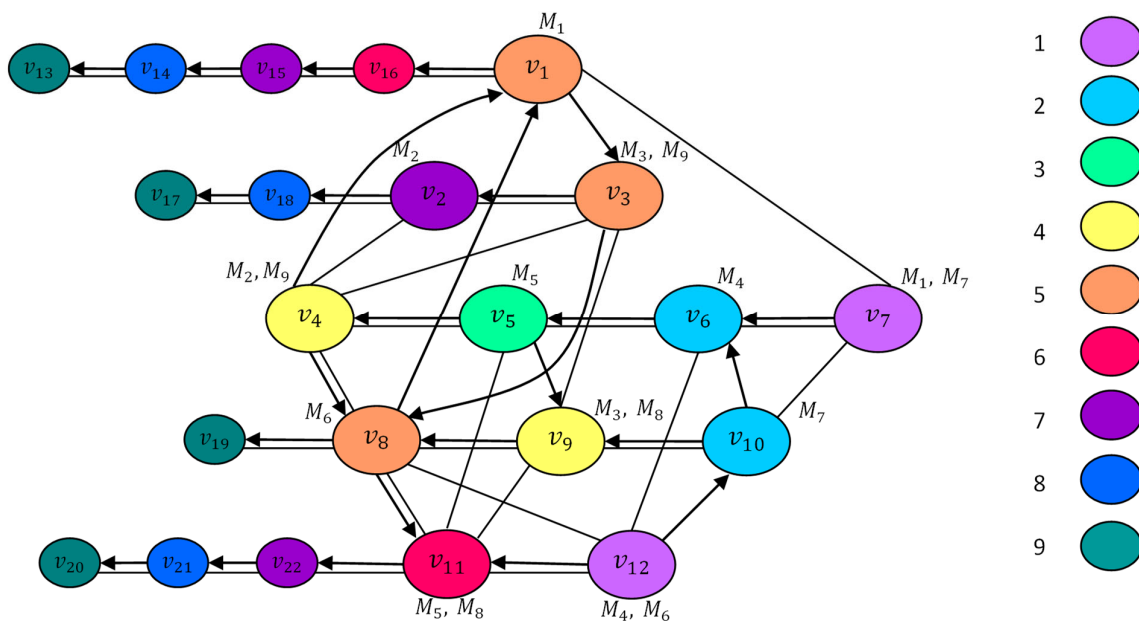 M₁
v₁₃ v₁₄ v₁₅ v₁₆ v₁
M₂ M₃, M₉
v₁₇ v₁₈ v₂ v₃
M₂, M₉ M₅ M₄ M₁, M₇
v₄ v₅ v₆ v₇
M₆ M₃, M₈ M₇
v₁₉ v₈ v₉ v₁₀
v₂₀ v₂₁ v₂₂ v₁₁ v₁₂
M₅, M₈ M₄, M₆
1
2
3
4
5
6
7
8
9